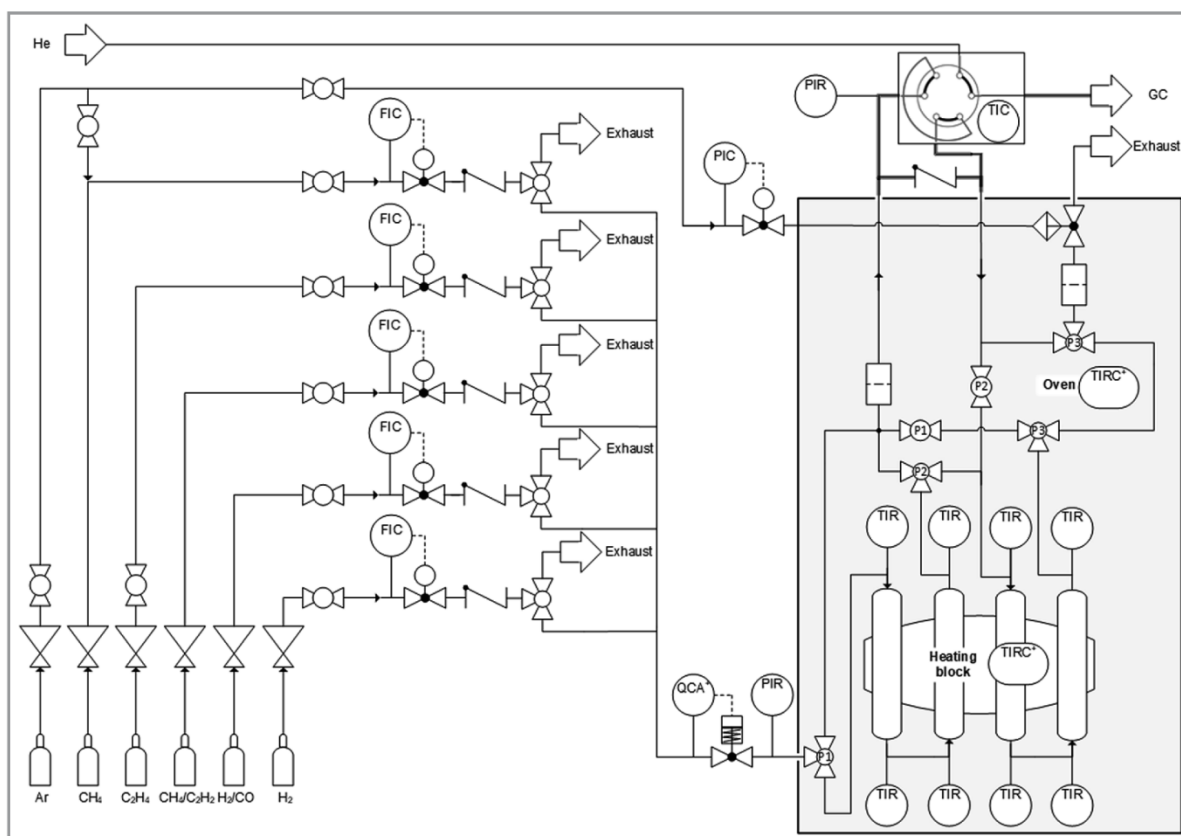 He
PIR
TIC
GC
FIC
Exhaust
Exhaust
PIC
FIC
Exhaust
FIC
Exhaust
P3
Oven
TIRC⁺
P2
FIC
Exhaust
P1
P3
P2
FIC
Exhaust
TIR
TIR
TIR
TIR
Heating
block
TIRC⁺
QCA⁺
PIR
P1
TIR
TIR
TIR
TIR
Ar
CH₄
C₂H₄
CH₄/C₂H₂
H₂/CO
H₂